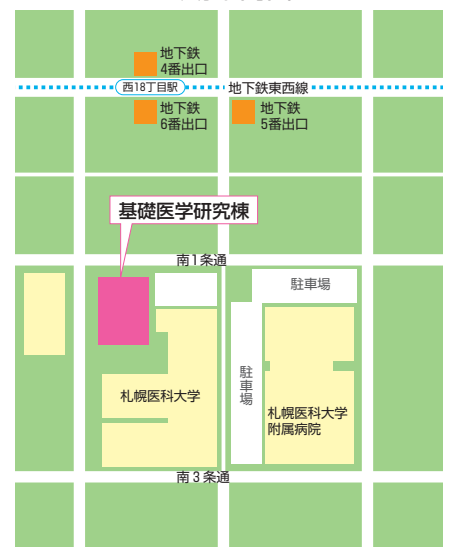 地下鉄
4番出口
西18丁目駅
地下鉄東西線
地下鉄
6番出口
地下鉄
5番出口
基礎医学研究棟
南1条通
駐車場
駐車場
札幌医科大学
札幌医科大学
附属病院
南3条通